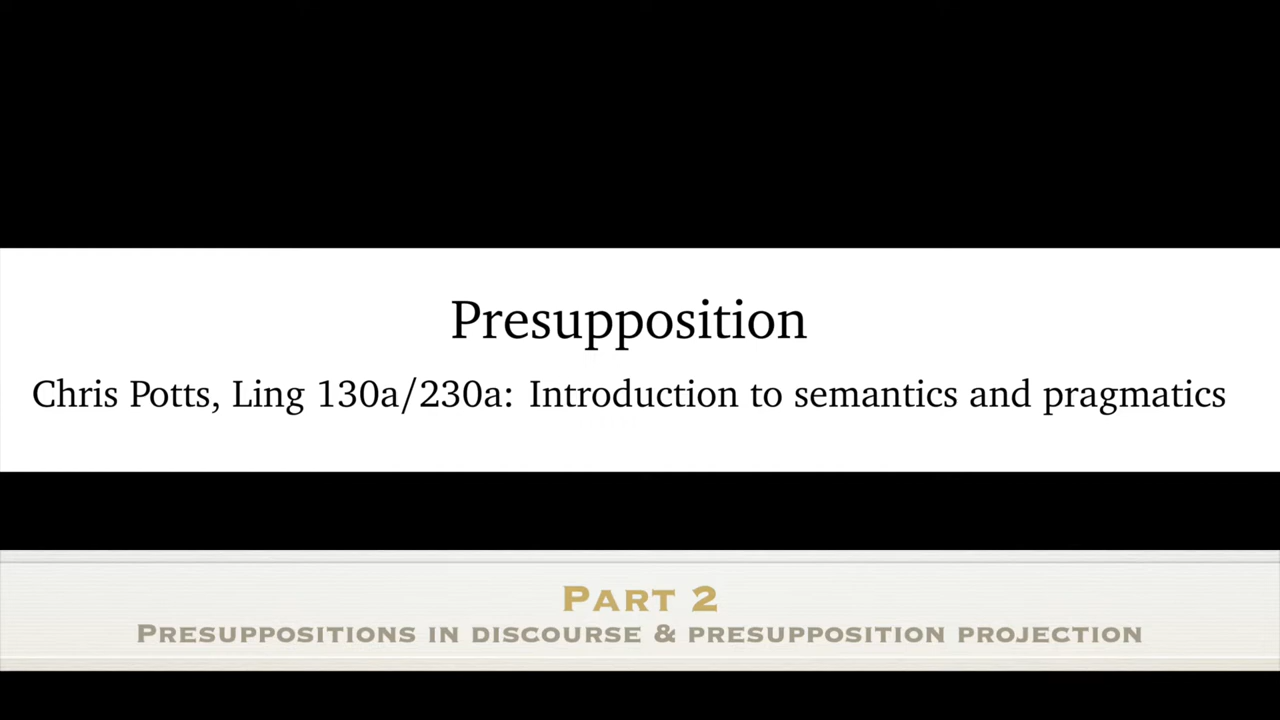 Presupposition
Chris Potts, Ling 130a/230a: Introduction to semantics and pragmatics
Part 2
Presuppositions in discourse & presupposition projection